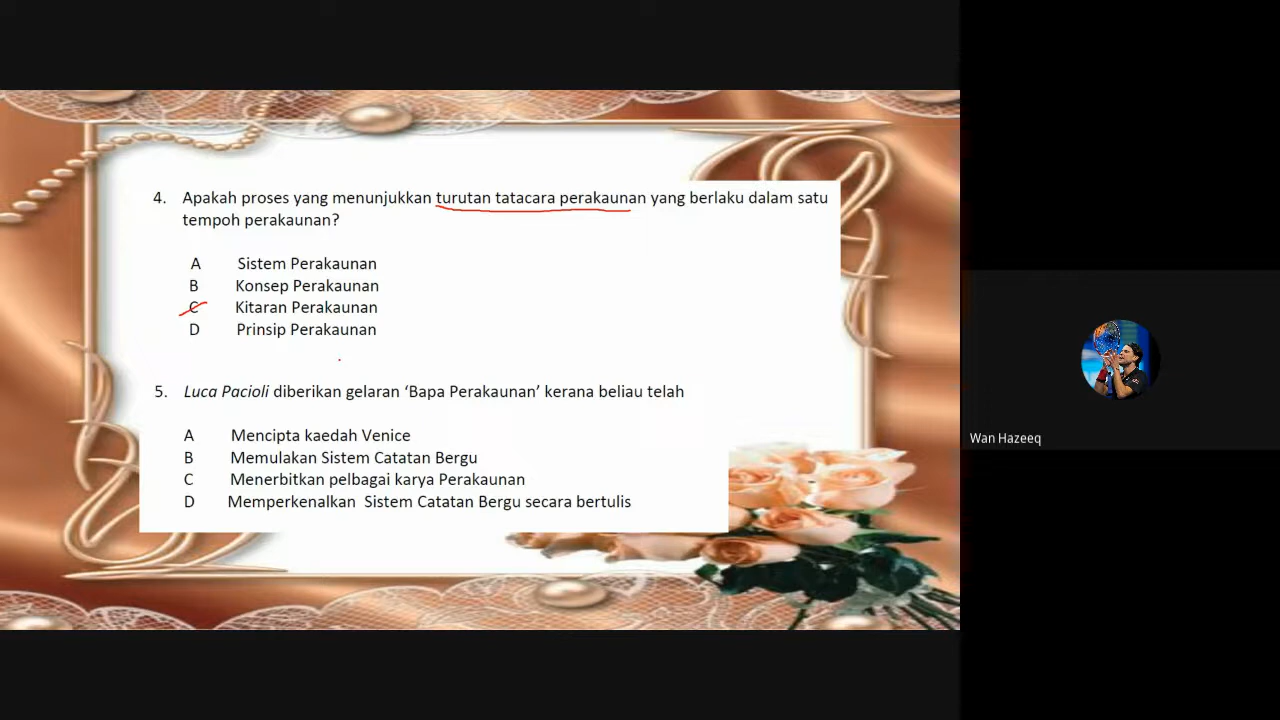 4. Apakah proses yang menunjukkan turutan tatacara perakaunan yang berlaku dalam satu
tempoh perakaunan?
A Sistem Perakaunan
B Konsep Perakaunan
C Kitaran Perakaunan
D Prinsip Perakaunan
5. Luca Pacioli diberikan gelaran ‘Bapa Perakaunan’ kerana beliau telah
A Mencipta kaedah Venice
B Memulakan Sistem Catatan Bergu
C Menerbitkan pelbagai karya Perakaunan
D Memperkenalkan Sistem Catatan Bergu secara bertulis
Wan Hazeeq